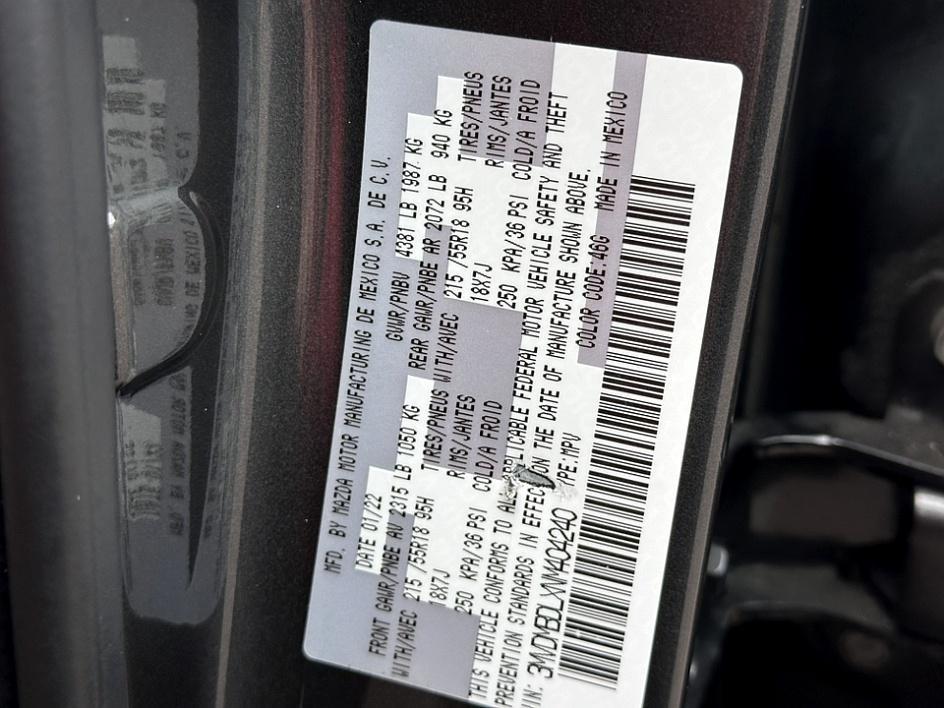 MFD. BY MAZDA MOTOR MANUFACTURING DE MEXICO S.A. DE C.V.
DATE 01/22 GVWR/PNBV 4381 LB 1987 KG
FRONT GAWR/PNBE AV 2315 LB 1050 KG REAR GAWR/PNBE AR 2072 LB 940 KG
WITH/AVEC 215 /55R18 95H TIRES/PNEUS WITH/AVEC 215 /55R18 95H TIRES/PNEUS
18X7J RIMS/JANTES 18X7J RIMS/JANTES
250 KPA/36 PSI COLD/A FROID 250 KPA/36 PSI COLD/A FROID
THIS VEHICLE CONFORMS TO ALL FEDERAL MOTOR VEHICLE SAFETY AND THEFT
PREVENTION STANDARDS IN EFFECT ON THE DATE OF MANUFACTURE SHOWN ABOVE.
COLOR CODE:46G MADE IN MEXICO